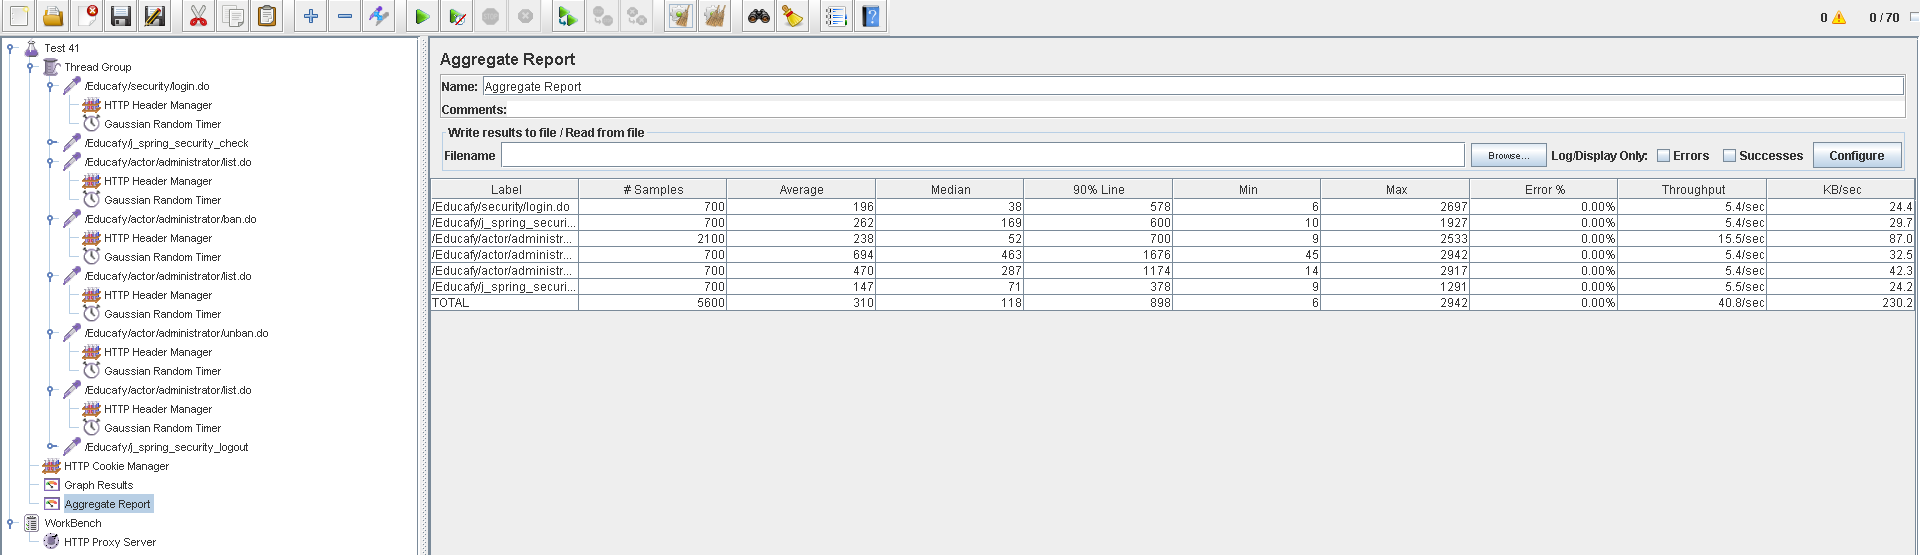 0 0 / 70
Test 41
Thread Group
/Educafy/security/login.do
HTTP Header Manager
Gaussian Random Timer
/Educafy/j_spring_security_check
/Educafy/actor/administrator/list.do
HTTP Header Manager
Gaussian Random Timer
/Educafy/actor/administrator/ban.do
HTTP Header Manager
Gaussian Random Timer
/Educafy/actor/administrator/list.do
HTTP Header Manager
Gaussian Random Timer
/Educafy/actor/administrator/unban.do
HTTP Header Manager
Gaussian Random Timer
/Educafy/actor/administrator/list.do
HTTP Header Manager
Gaussian Random Timer
/Educafy/j_spring_security_logout
HTTP Cookie Manager
Graph Results
Aggregate Report
WorkBench
HTTP Proxy Server
Aggregate Report
Name: Aggregate Report
Comments:
Write results to file / Read from file
Filename Browse... Log/Display Only: Errors Successes Configure
Label # Samples Average Median 90% Line Min Max Error % Throughput KB/sec
/Educafy/security/login.do 700 196 38 578 6 2697 0.00% 5.4/sec 24.4
/Educafy/j_spring_securi... 700 262 169 600 10 1927 0.00% 5.4/sec 29.7
/Educafy/actor/administr... 2100 238 52 700 9 2533 0.00% 15.5/sec 87.0
/Educafy/actor/administr... 700 694 463 1676 45 2942 0.00% 5.4/sec 32.5
/Educafy/actor/administr... 700 470 287 1174 14 2917 0.00% 5.4/sec 42.3
/Educafy/j_spring_securi... 700 147 71 378 9 1291 0.00% 5.5/sec 24.2
TOTAL 5600 310 118 898 6 2942 0.00% 40.8/sec 230.2